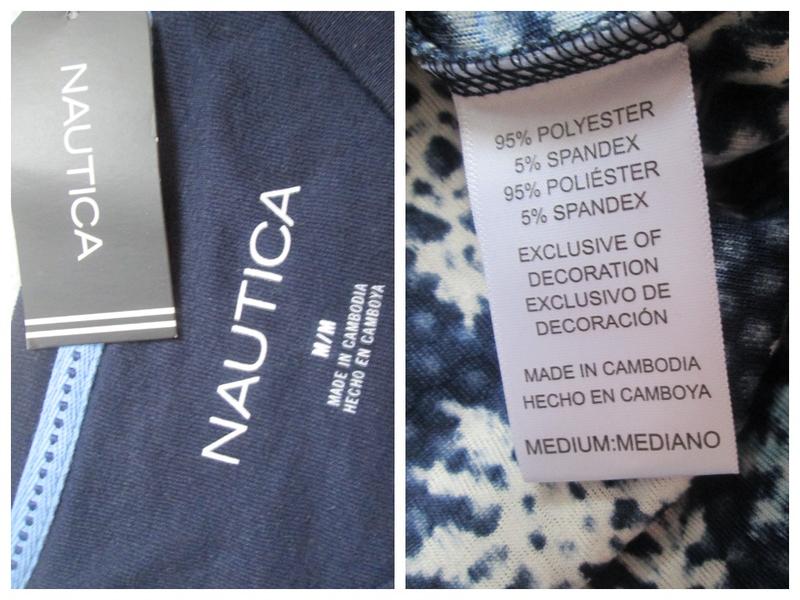 NAUTICA
NAUTICA
M/M
MADE IN CAMBODIA
HECHO EN CAMBOYA
95% POLYESTER
5% SPANDEX
95% POLIÉSTER
5% SPANDEX
EXCLUSIVE OF
DECORATION
EXCLUSIVO DE
DECORACIÓN
MADE IN CAMBODIA
HECHO EN CAMBOYA
MEDIUM:MEDIANO